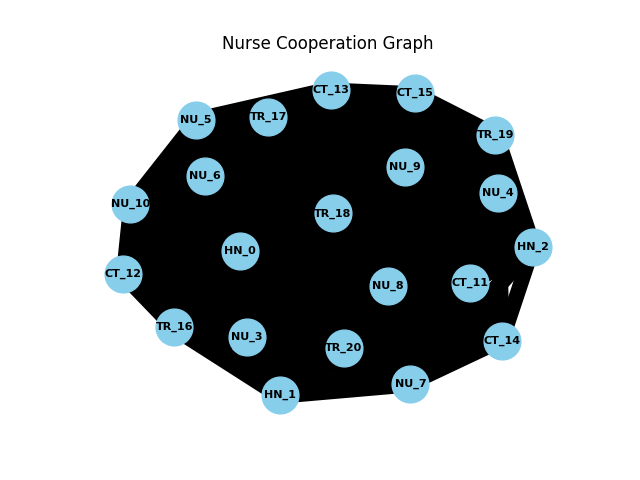 Nurse Cooperation Graph
CT_13
CT_15
NU_5
TR_17
TR_19
NU_9
NU_6
NU_4
NU_10
TR_18
HN_2
HN_0
CT_12
CT_11
NU_8
TR_16
NU_3
CT_14
TR_20
NU_7
HN_1